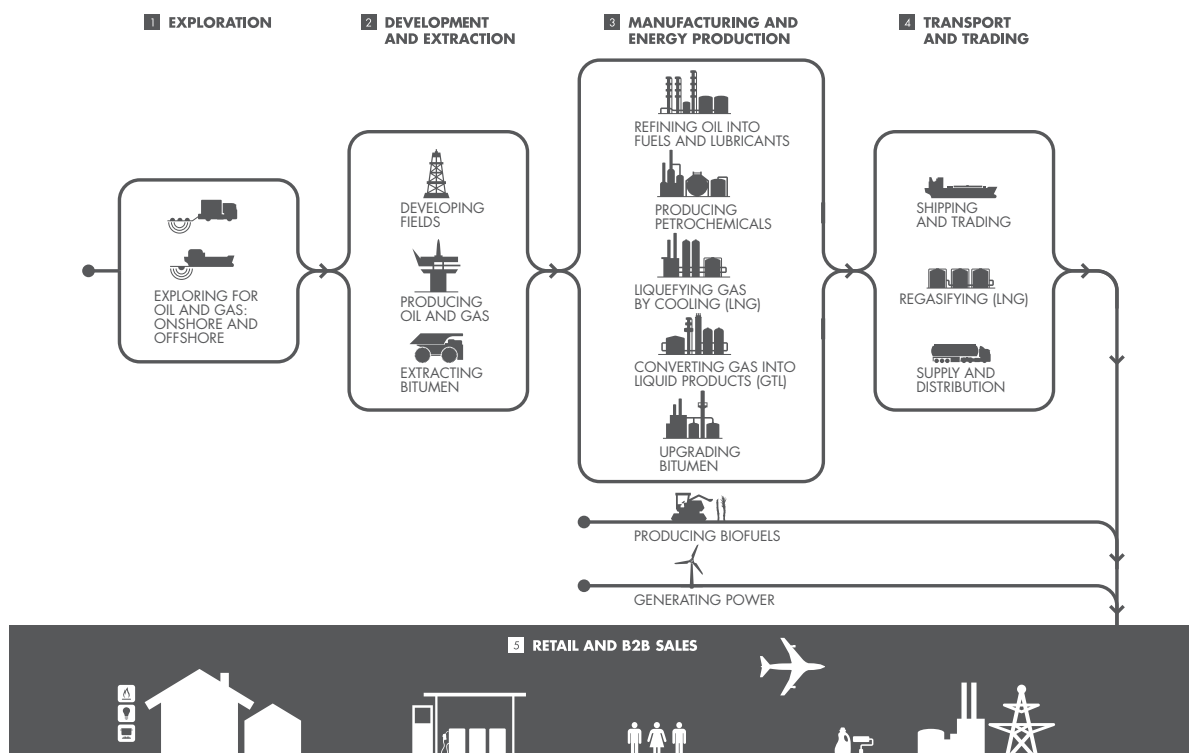 1 EXPLORATION
2 DEVELOPMENT
AND EXTRACTION
3 MANUFACTURING AND
ENERGY PRODUCTION
4 TRANSPORT
AND TRADING
EXPLORING FOR
OIL AND GAS:
ONSHORE AND
OFFSHORE
DEVELOPING
FIELDS
PRODUCING
OIL AND GAS
EXTRACTING
BITUMEN
REFINING OIL INTO
FUELS AND LUBRICANTS
PRODUCING
PETROCHEMICALS
LIQUEFYING GAS
BY COOLING (LNG)
CONVERTING GAS INTO
LIQUID PRODUCTS (GTL)
UPGRADING
BITUMEN
SHIPPING
AND TRADING
REGASIFYING (LNG)
SUPPLY AND
DISTRIBUTION
PRODUCING BIOFUELS
GENERATING POWER
5 RETAIL AND B2B SALES